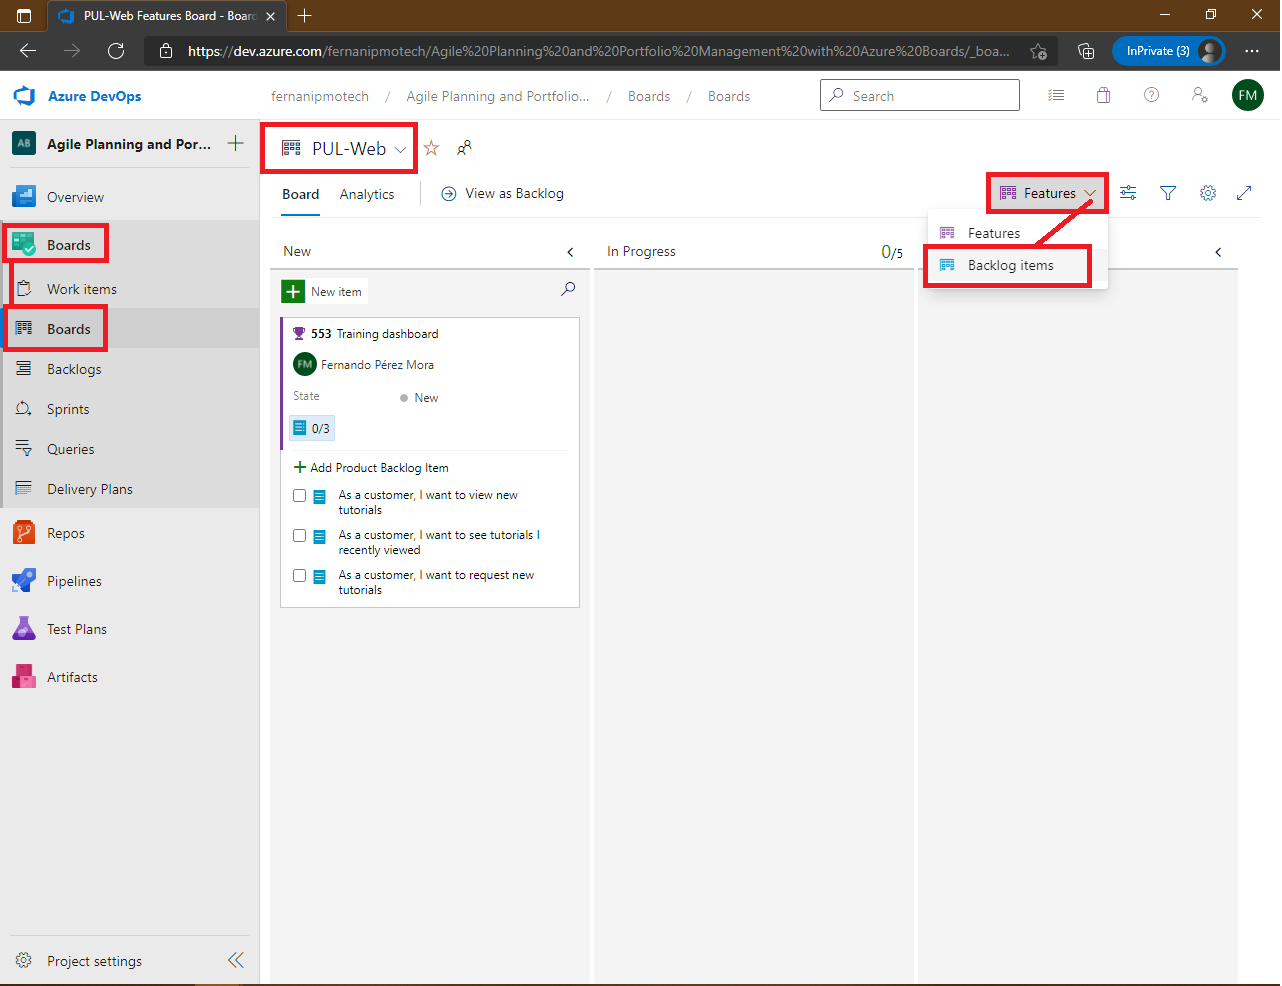 PUL-Web Features Board - Board
https://dev.azure.com/fernanipmotech/Agile%20Planning%20and%20Portfolio%20Management%20with%20Azure%20Boards/_boa...
InPrivate (3)
Azure DevOps
fernanipmotech / Agile Planning and Portfolio... / Boards / Boards
Search
FM
AB
Agile Planning and Por...
PUL-Web
Overview
Boards
Work items
Boards
Backlogs
Sprints
Queries
Delivery Plans
Repos
Pipelines
Test Plans
Artifacts
Project settings
Board
Analytics
View as Backlog
Features
Features
Backlog items
New
In Progress
0/5
New item
553 Training dashboard
FM
Fernando Pérez Mora
State
New
0/3
Add Product Backlog Item
As a customer, I want to view new
tutorials
As a customer, I want to see tutorials I
recently viewed
As a customer, I want to request new
tutorials